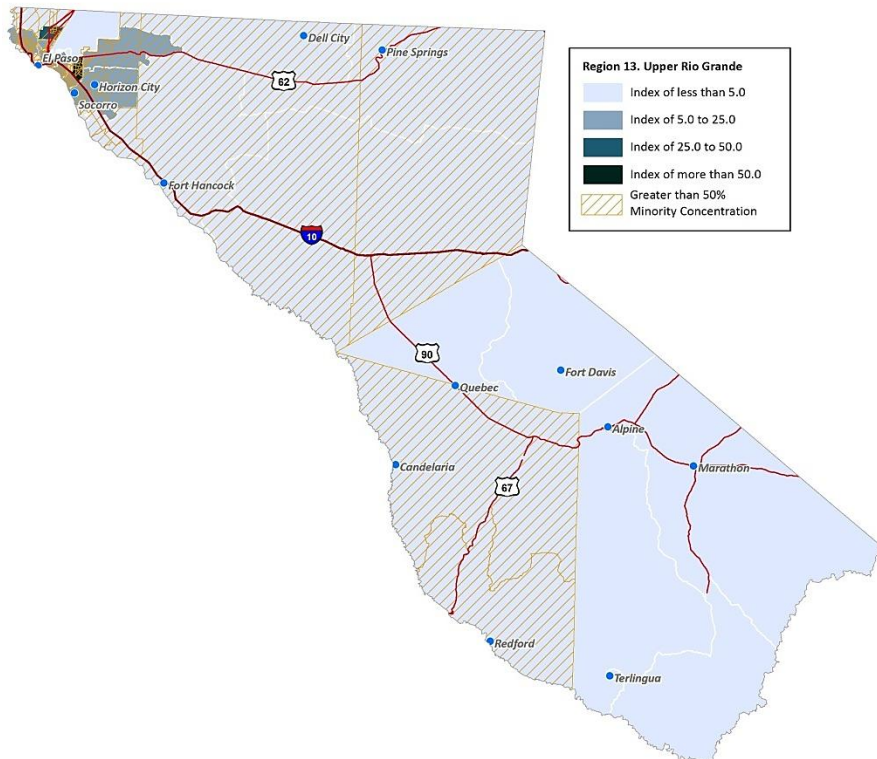 Dell City
Pine Springs
El Paso
62
Horizon City
Socorro
Fort Hancock
10
90
Fort Davis
Quebec
Alpine
Candelaria
Marathon
67
Redford
Terlingua
Region 13. Upper Rio Grande
Index of less than 5.0
Index of 5.0 to 25.0
Index of 25.0 to 50.0
Index of more than 50.0
Greater than 50%
Minority Concentration